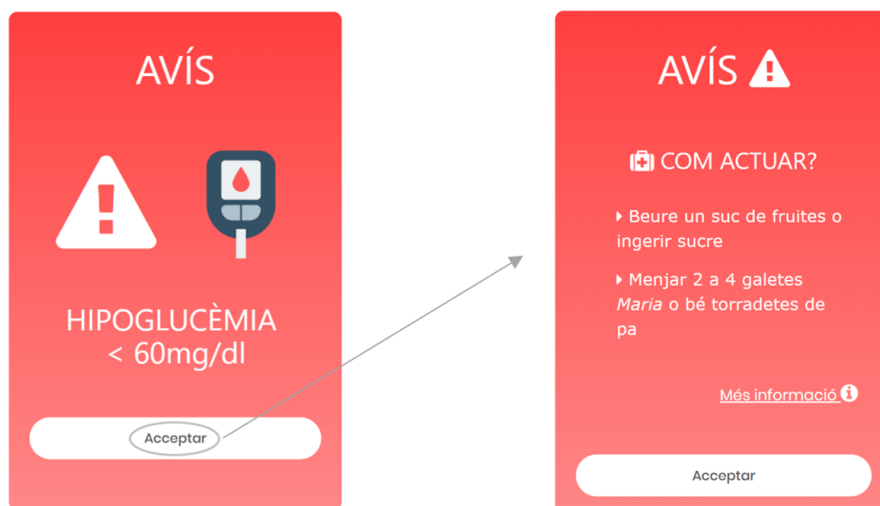 AVÍS
HIPOGLUCÈMIA
< 60mg/dl
Acceptar
AVÍS
COM ACTUAR?
Beure un suc de fruites o
ingerir sucre
Menjar 2 a 4 galetes
Maria o bé torradetes de
pa
Més informació
Acceptar